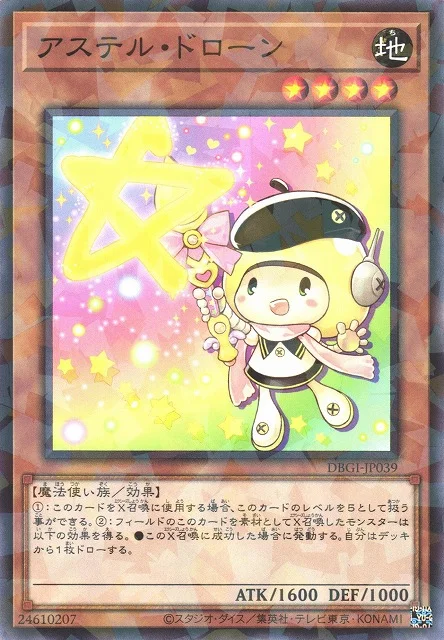 アステル・ドローン
地
DBGI-JP039
【魔法使い族／効果】
①：このカードをX召喚に使用する場合、このカードのレベルを5として扱う
事ができる。②：フィールドのこのカードを素材としてX召喚したモンスターは
以下の効果を得る。●このX召喚に成功した場合に発動する。自分はデッキ
から1枚ドローする。
ATK/1600 DEF/1000
24610207
©スタジオ・ダイス／集英社・テレビ東京・KONAMI